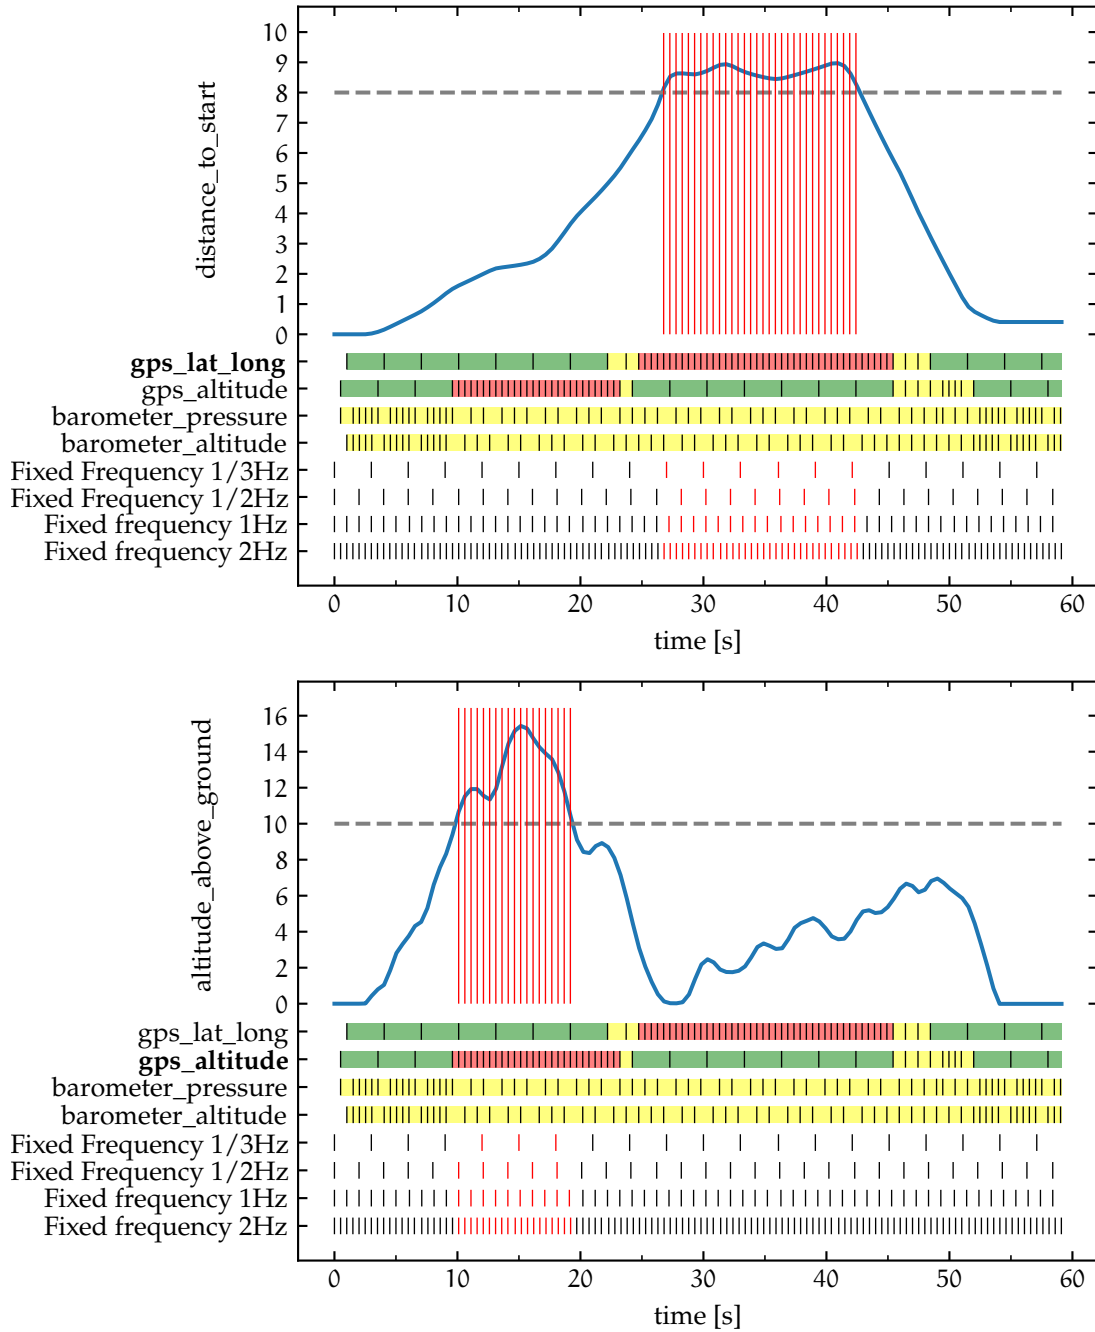 distance_to_start
10
9
8
7
6
5
4
3
2
1
0
gps_lat_long
gps_altitude
barometer_pressure
barometer_altitude
Fixed Frequency 1/3Hz
Fixed Frequency 1/2Hz
Fixed frequency 1Hz
Fixed frequency 2Hz
0 10 20 30 40 50 60
time [s]
altitude_above_ground
16
14
12
10
8
6
4
2
0
gps_lat_long
gps_altitude
barometer_pressure
barometer_altitude
Fixed Frequency 1/3Hz
Fixed Frequency 1/2Hz
Fixed frequency 1Hz
Fixed frequency 2Hz
0 10 20 30 40 50 60
time [s]